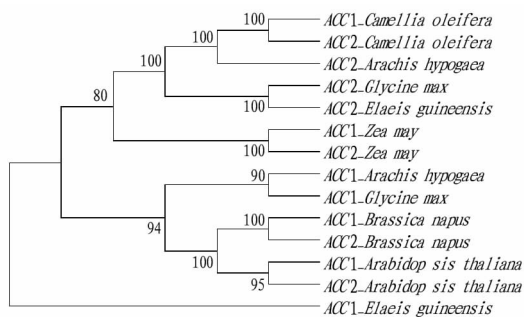 100
ACC1_Camellia oleifera
100
ACC2_Camellia oleifera
100
ACC2_Arachis hypogaea
ACC2_Glycine max
80
100
ACC2_Elaeis guineensis
ACC1_Zea may
100
ACC2_Zea may
90
ACC1_Arachis hypogaea
ACC1_Glycine max
100
ACC1_Brassica napus
94
ACC2_Brassica napus
100
ACC1_Arabidop sis thaliana
95
ACC2_Arabidop sis thaliana
ACC1_Elaeis guineensis